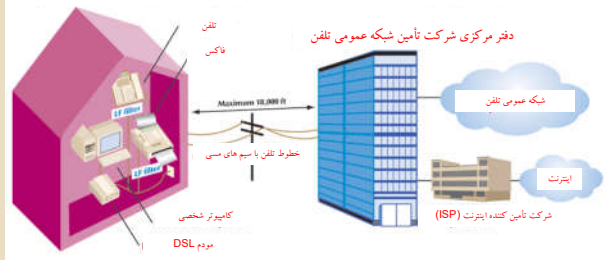 تلفن
فاکس
LF filter
دفتر مرکزی شرکت تأمین شبکه عمومی تلفن
Maximum 18,000 ft
شبکه عمومی تلفن
خطوط تلفن با سیم های مسی
LF filter
اینترنت
کامپیوتر شخصی
شرکت تأمین کننده اینترنت (ISP)
مودم DSL